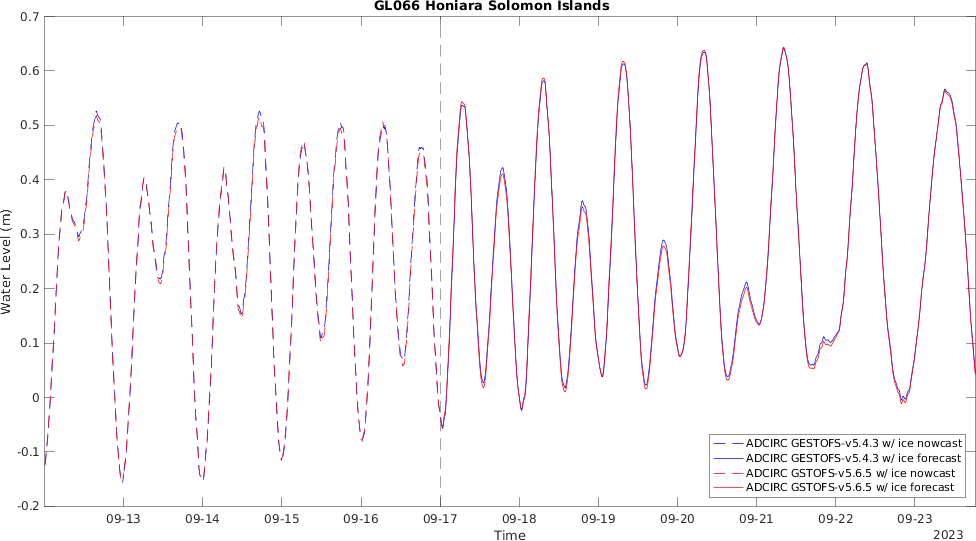 GL066 Honiara Solomon Islands
0.7
0.6
0.5
0.4
0.3
0.2
0.1
0
-0.1
-0.2
Water Level (m)
ADCIRC GESTOFS-v5.4.3 w/ ice nowcast
ADCIRC GESTOFS-v5.4.3 w/ ice forecast
ADCIRC GSTOFS-v5.6.5 w/ ice nowcast
ADCIRC GSTOFS-v5.6.5 w/ ice forecast
09-13 09-14 09-15 09-16 09-17 09-18 09-19 09-20 09-21 09-22 09-23
Time 2023